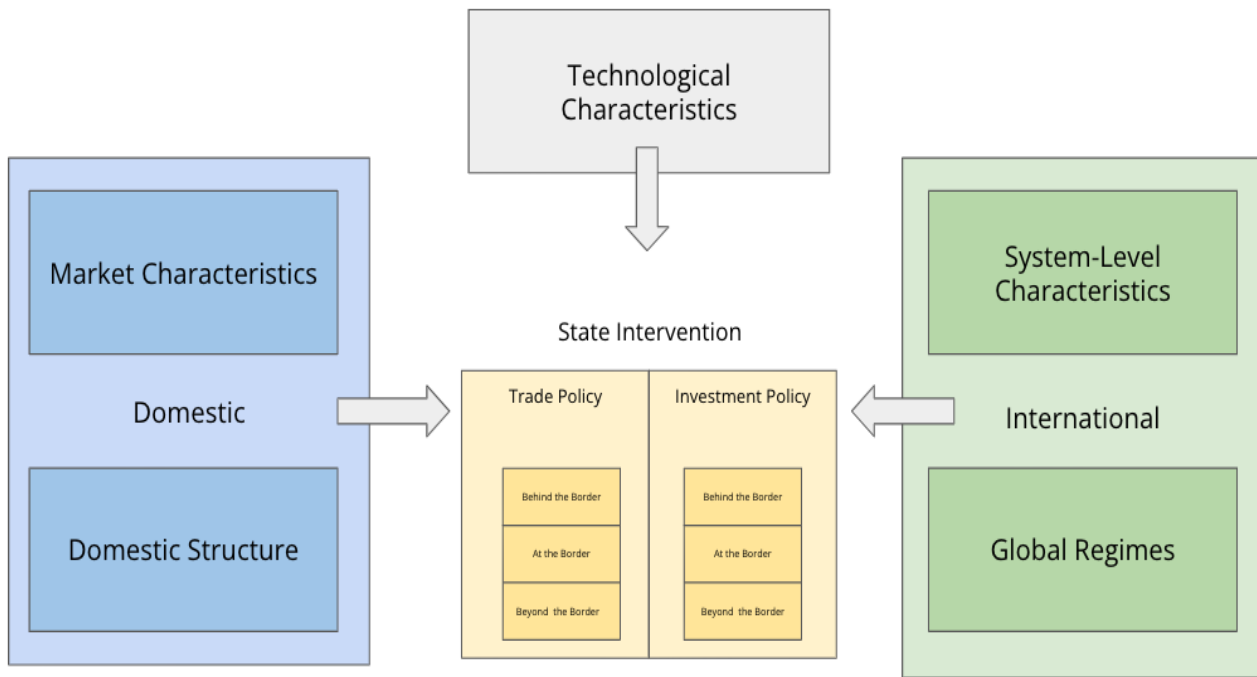 Technological
Characteristics
Market Characteristics
Domestic
Domestic Structure
State Intervention
Trade Policy
Investment Policy
Behind the Border
At the Border
Beyond  the Border
Behind the Border
At the Border
Beyond  the Border
System-Level
Characteristics
International
Global Regimes